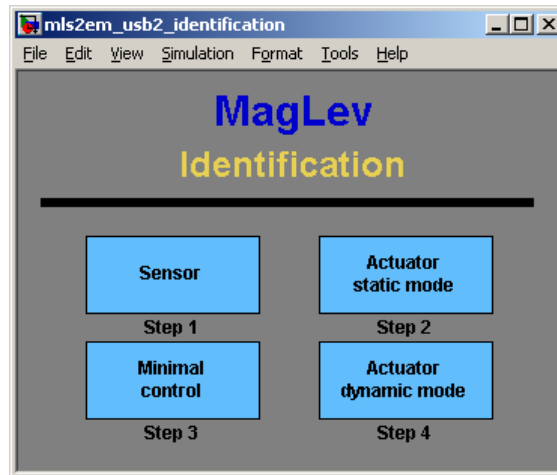 mls2em_usb2_identification
File Edit View Simulation Format Tools Help
MagLev
Identification
Sensor
Step 1
Actuator
static mode
Step 2
Minimal
control
Step 3
Actuator
dynamic mode
Step 4